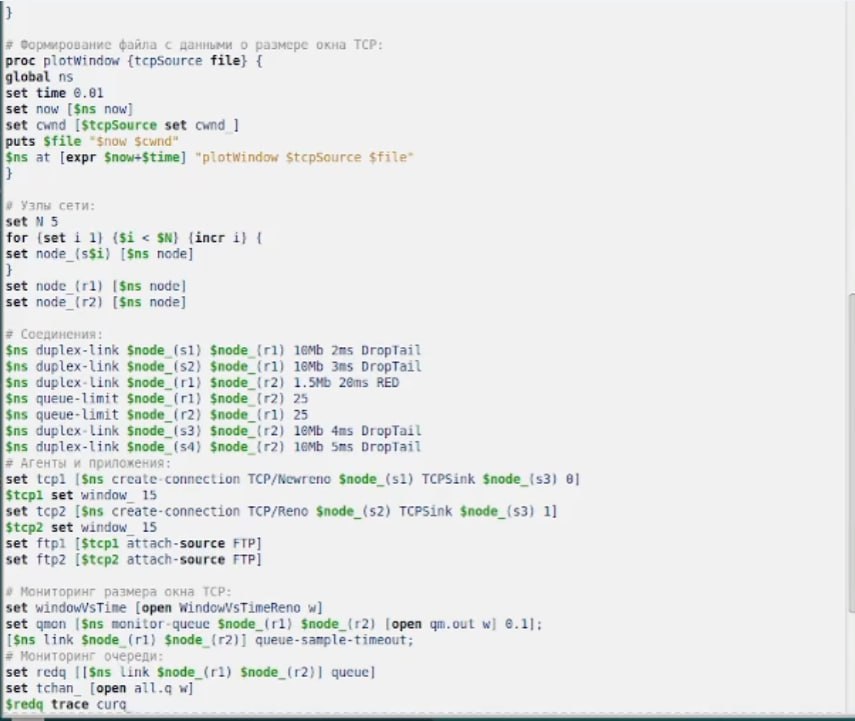 }
# Формирование файла с данными о размере окна TCP:
proc plotWindow {tcpSource file} {
global ns
set time 0.01
set now [$ns now]
set cwnd [$tcpSource set cwnd_]
puts $file "$now $cwnd"
$ns at [expr $now+$time] "plotWindow $tcpSource $file"
}
# Узлы сети:
set N 5
for {set i 1} {$i < $N} {incr i} {
set node_(s$i) [$ns node]
}
set node_(r1) [$ns node]
set node_(r2) [$ns node]
# Соединения:
$ns duplex-link $node_(s1) $node_(r1) 10Mb 2ms DropTail
$ns duplex-link $node_(s2) $node_(r1) 10Mb 3ms DropTail
$ns duplex-link $node_(r1) $node_(r2) 1.5Mb 20ms RED
$ns queue-limit $node_(r1) $node_(r2) 25
$ns queue-limit $node_(r2) $node_(r1) 25
$ns duplex-link $node_(s3) $node_(r2) 10Mb 4ms DropTail
$ns duplex-link $node_(s4) $node_(r2) 10Mb 5ms DropTail
# Агенты и приложения:
set tcp1 [$ns create-connection TCP/Newreno $node_(s1) TCPSink $node_(s3) 0]
$tcp1 set window_ 15
set tcp2 [$ns create-connection TCP/Reno $node_(s2) TCPSink $node_(s3) 1]
$tcp2 set window_ 15
set ftp1 [$tcp1 attach-source FTP]
set ftp2 [$tcp2 attach-source FTP]
# Мониторинг размера окна TCP:
set windowVsTime [open WindowVsTimeReno w]
set qmon [$ns monitor-queue $node_(r1) $node_(r2) [open qm.out w] 0.1];
[$ns link $node_(r1) $node_(r2)] queue-sample-timeout;
# Мониторинг очереди:
set redq [[$ns link $node_(r1) $node_(r2)] queue]
set tchan_ [open all.q w]
$redq trace curq_